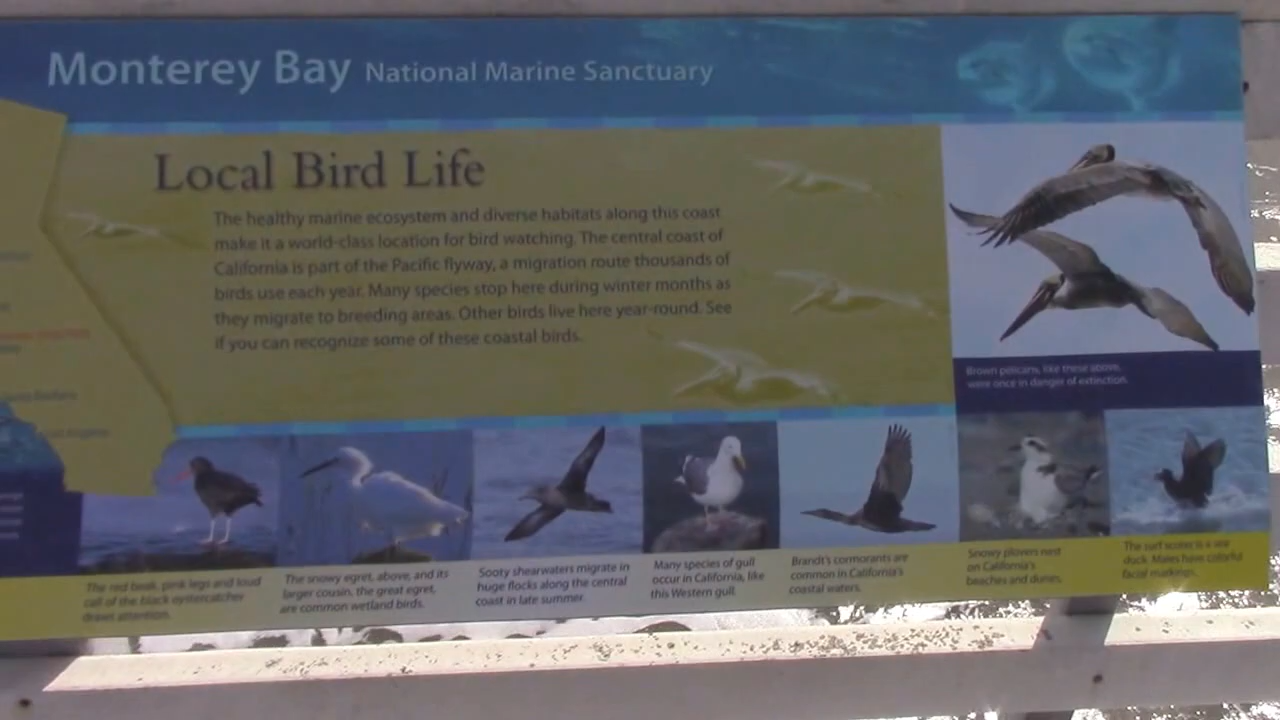 Monterey Bay National Marine Sanctuary
Local Bird Life
The healthy marine ecosystem and diverse habitats along this coast
make it a world-class location for bird watching. The central coast of
California is part of the Pacific flyway, a migration route thousands of
birds use each year. Many species stop here during winter months as
they migrate to breeding areas. Other birds live here year-round. See
if you can recognize some of these coastal birds.
Brown pelicans, like these above,
were once in danger of extinction.
The red beak, pink legs and loud
call of the black oystercatcher
draws attention.
The snowy egret, above, and its
larger cousin, the great egret,
are common wetland birds.
Sooty shearwaters migrate in
huge flocks along the central
coast in late summer.
Many species of gull
occur in California, like
this Western gull.
Brandt's cormorants are
common in California's
coastal waters.
Snowy plovers nest
on California's
beaches and dunes.
The surf scoter is a sea
duck. Males have colorful
facial markings.